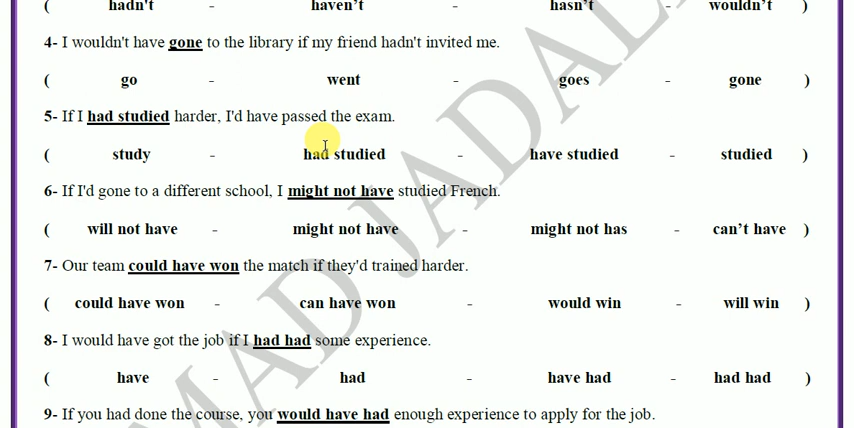 ( hadn't - haven't - hasn't - wouldn't )
4- I wouldn't have gone to the library if my friend hadn't invited me.
( go - went - goes - gone )
5- If I had studied harder, I'd have passed the exam.
( study - had studied - have studied - studied )
6- If I'd gone to a different school, I might not have studied French.
( will not have - might not have - might not has - can't have )
7- Our team could have won the match if they'd trained harder.
( could have won - can have won - would win - will win )
8- I would have got the job if I had had some experience.
( have - had - have had - had had )
9- If you had done the course, you would have had enough experience to apply for the job.
MAD JADALA